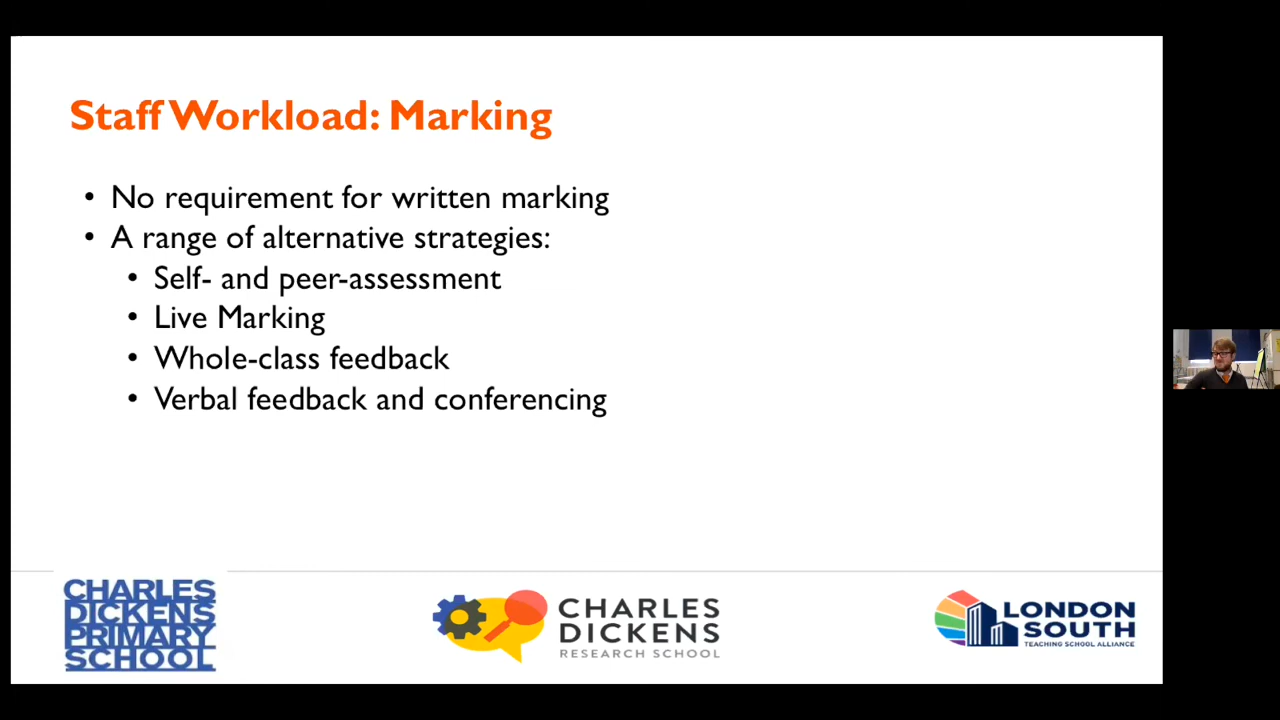 Staff Workload: Marking
• No requirement for written marking
• A range of alternative strategies:
• Self- and peer-assessment
• Live Marking
• Whole-class feedback
• Verbal feedback and conferencing
CHARLES
DICKENS
PRIMARY
SCHOOL
CHARLES
DICKENS
RESEARCH SCHOOL
LONDON
SOUTH
TEACHING SCHOOL ALLIANCE